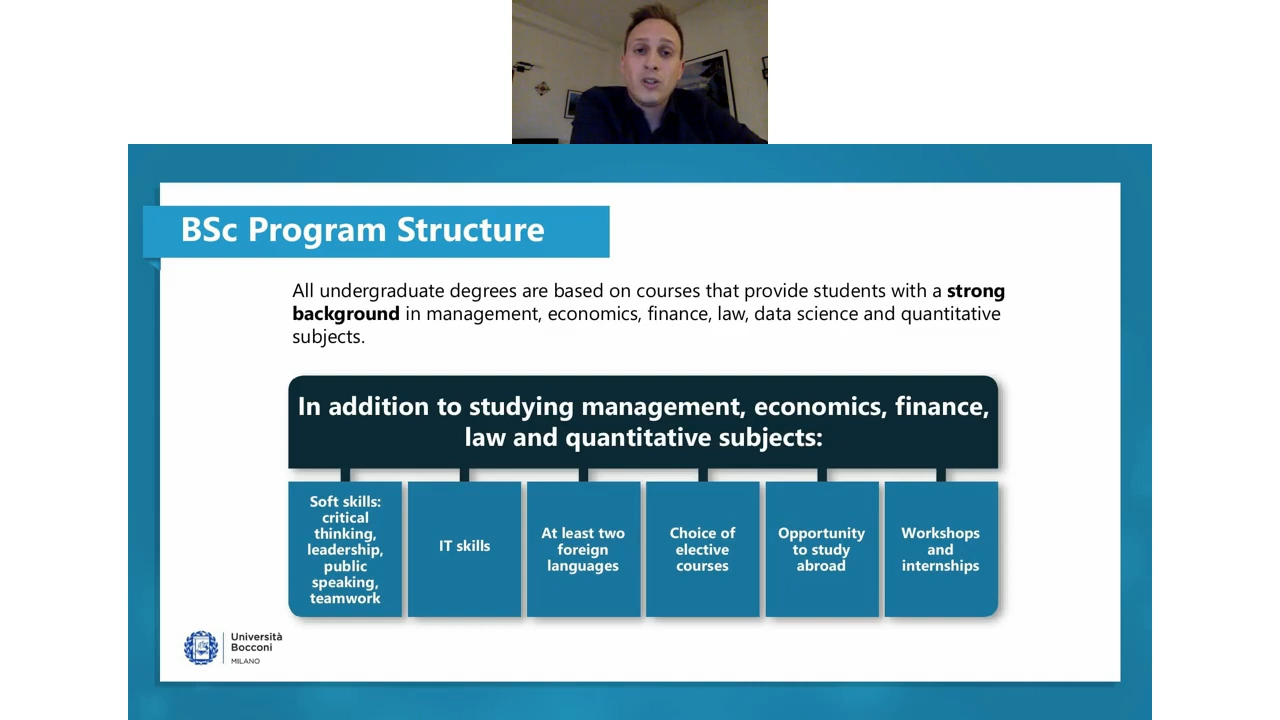 BSc Program Structure
All undergraduate degrees are based on courses that provide students with a strong
background in management, economics, finance, law, data science and quantitative
subjects.
In addition to studying management, economics, finance,
law and quantitative subjects:
Soft skills:
critical
thinking,
leadership,
public
speaking,
teamwork
IT skills
At least two
foreign
languages
Choice of
elective
courses
Opportunity
to study
abroad
Workshops
and
internships
Università
Bocconi
MILANO